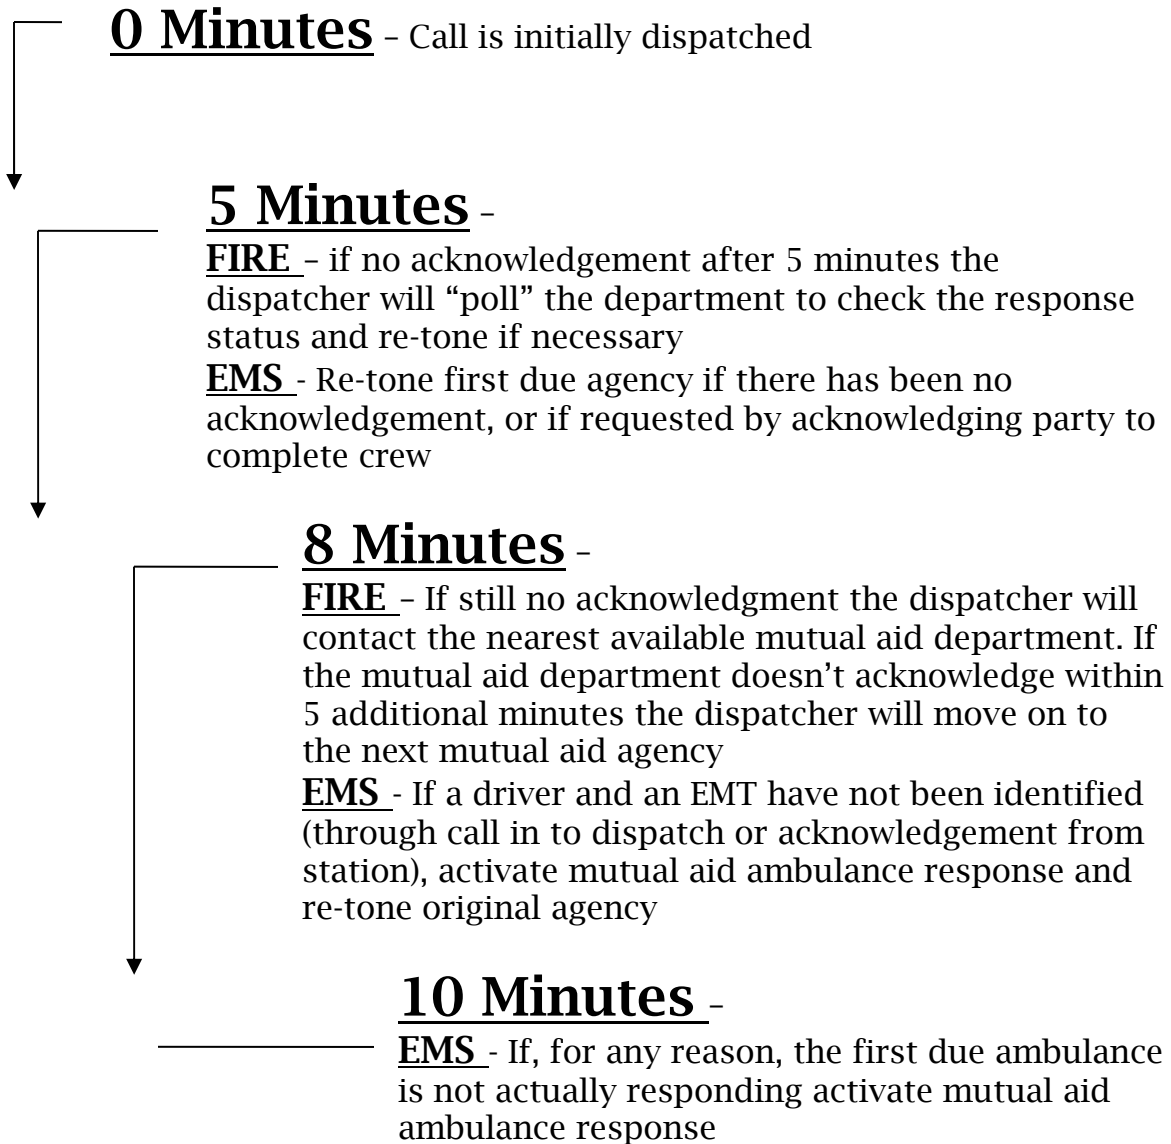 0 Minutes – Call is initially dispatched
5 Minutes –
FIRE – if no acknowledgement after 5 minutes the
dispatcher will “poll” the department to check the response
status and re-tone if necessary
EMS - Re-tone first due agency if there has been no
acknowledgement, or if requested by acknowledging party to
complete crew
8 Minutes –
FIRE – If still no acknowledgment the dispatcher will
contact the nearest available mutual aid department. If
the mutual aid department doesn’t acknowledge within
5 additional minutes the dispatcher will move on to
the next mutual aid agency
EMS - If a driver and an EMT have not been identified
(through call in to dispatch or acknowledgement from
station), activate mutual aid ambulance response and
re-tone original agency
10 Minutes –
EMS - If, for any reason, the first due ambulance
is not actually responding activate mutual aid
ambulance response